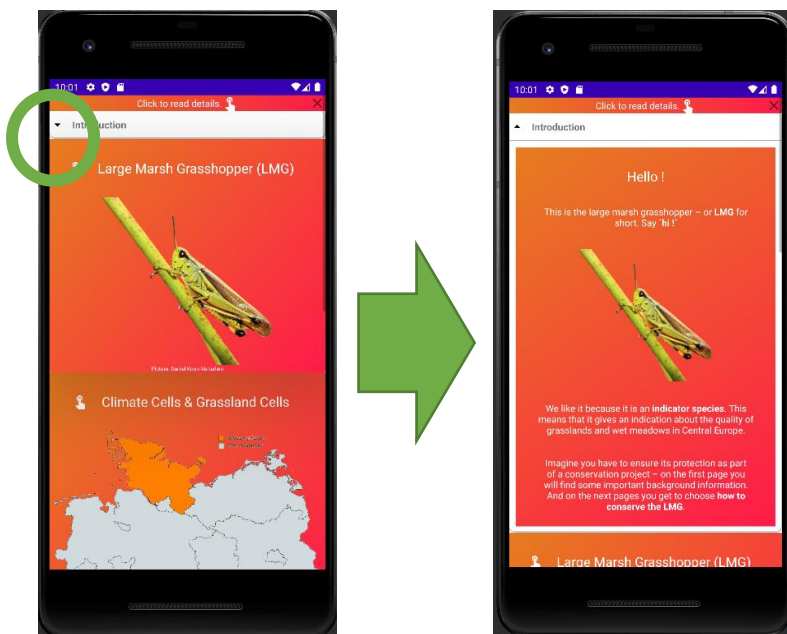 10:01
Click to read details.
Introduction
Large Marsh Grasshopper (LMG)
Climate Cells & Grassland Cells
10:01
Click to read details.
Introduction
Hello !
This is the large marsh grasshopper – or LMG for
short. Say ´hi !´
We like it because it is an indicator species. This
means that it gives an indication about the quality of
grasslands and wet meadows in Central Europe.
Imagine you have to ensure its protection as part
of a conservation project – on the first page you
will find some important background information.
And on the next pages you get to choose how to
conserve the LMG.
Large Marsh Grasshopper (LMG)